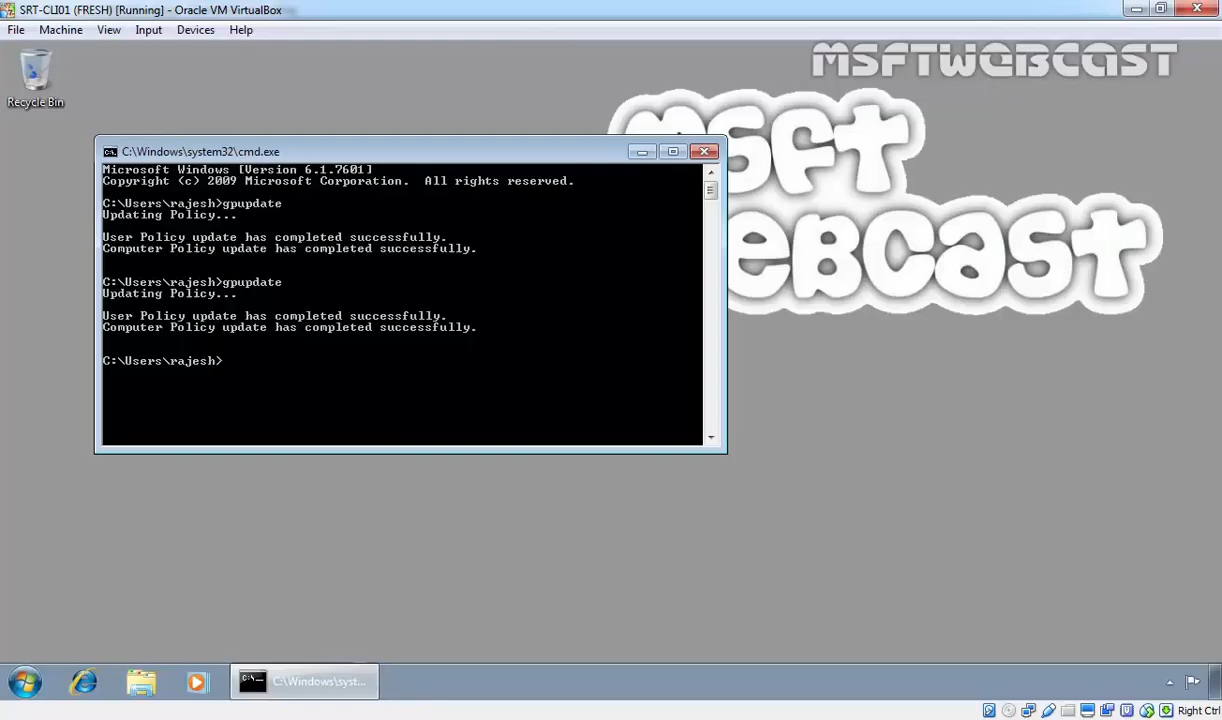 SRT-CLI01 (FRESH) [Running] - Oracle VM VirtualBox
File Machine View Input Devices Help
MSFTWEBCAST
Recycle Bin
msft
webcast
C:\Windows\system32\cmd.exe
Microsoft Windows [Version 6.1.7601]
Copyright (c) 2009 Microsoft Corporation.  All rights reserved.
C:\Users\rajesh>gpupdate
Updating Policy...
User Policy update has completed successfully.
Computer Policy update has completed successfully.
C:\Users\rajesh>gpupdate
Updating Policy...
User Policy update has completed successfully.
Computer Policy update has completed successfully.
C:\Users\rajesh>
C:\Windows\syst...
Right Ctrl